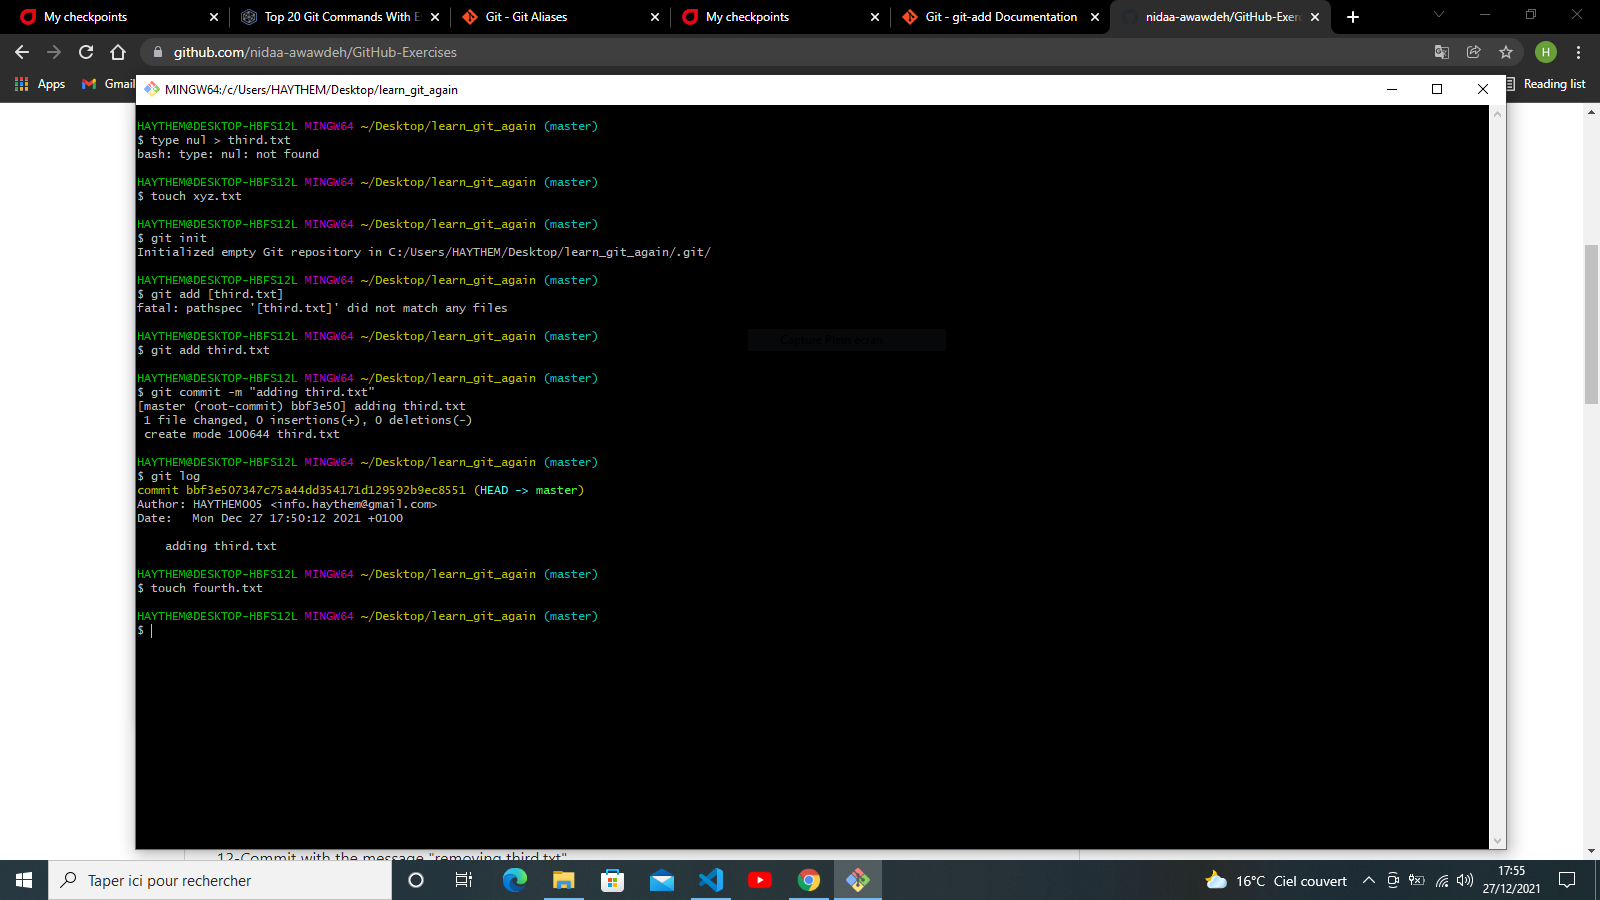 My checkpoints
Top 20 Git Commands With E
Git - Git Aliases
My checkpoints
Git - git-add Documentation
nidaa-awawdeh/GitHub-Exerc
github.com/nidaa-awawdeh/GitHub-Exercises
H
Apps
Gmail
Reading list
MINGW64:/c/Users/HAYTHEM/Desktop/learn_git_again
HAYTHEM@DESKTOP-HBFS12L MINGW64 ~/Desktop/learn_git_again (master)
$ type nul > third.txt
bash: type: nul: not found
HAYTHEM@DESKTOP-HBFS12L MINGW64 ~/Desktop/learn_git_again (master)
$ touch xyz.txt
HAYTHEM@DESKTOP-HBFS12L MINGW64 ~/Desktop/learn_git_again (master)
$ git init
Initialized empty Git repository in C:/Users/HAYTHEM/Desktop/learn_git_again/.git/
HAYTHEM@DESKTOP-HBFS12L MINGW64 ~/Desktop/learn_git_again (master)
$ git add [third.txt]
fatal: pathspec '[third.txt]' did not match any files
HAYTHEM@DESKTOP-HBFS12L MINGW64 ~/Desktop/learn_git_again (master)
$ git add third.txt
HAYTHEM@DESKTOP-HBFS12L MINGW64 ~/Desktop/learn_git_again (master)
$ git commit -m "adding third.txt"
[master (root-commit) bbf3e50] adding third.txt
1 file changed, 0 insertions(+), 0 deletions(-)
create mode 100644 third.txt
HAYTHEM@DESKTOP-HBFS12L MINGW64 ~/Desktop/learn_git_again (master)
$ git log
commit bbf3e507347c75a44dd354171d129592b9ec8551 (HEAD -> master)
Author: HAYTHEM005 <info.haythem@gmail.com>
Date:   Mon Dec 27 17:50:12 2021 +0100
adding third.txt
HAYTHEM@DESKTOP-HBFS12L MINGW64 ~/Desktop/learn_git_again (master)
$ touch fourth.txt
HAYTHEM@DESKTOP-HBFS12L MINGW64 ~/Desktop/learn_git_again (master)
$
12-Commit with the message "removing third.txt"
Taper ici pour rechercher
16°C Ciel couvert
17:55
27/12/2021